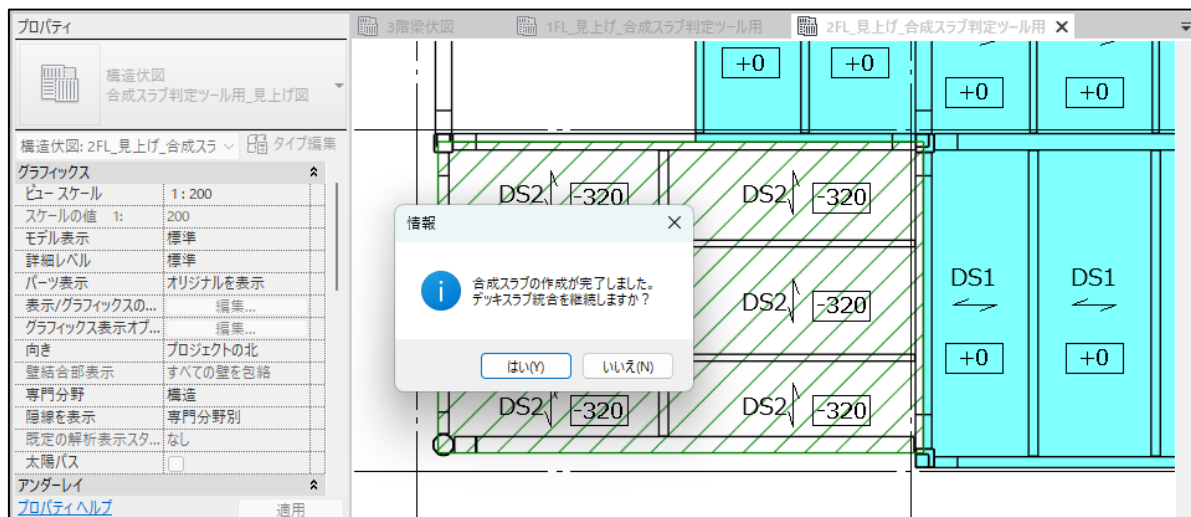 プロパティ
構造伏図
合成スラブ判定ツール用_見上げ図
構造伏図: 2FL_見上げ_合成スラ
タイプ編集
グラフィックス
ビュー スケール 1 : 200
スケールの値 1: 200
モデル表示 標準
詳細レベル 標準
パーツ表示 オリジナルを表示
表示/グラフィックスの... 編集...
グラフィックス表示オプ... 編集...
向き プロジェクトの北
壁結合部表示 すべての壁を包絡
専門分野 構造
隠線を表示 専門分野別
既定の解析表示スタ... なし
太陽パス
アンダーレイ
プロパティ ヘルプ
適用
3階梁伏図
1FL_見上げ_合成スラブ判定ツール用
2FL_見上げ_合成スラブ判定ツール用
+0
+0
+0
+0
DS2 -320
DS2 -320
DS2 -320
DS2 -320
DS2 -320
DS1
DS1
+0
+0
情報
合成スラブの作成が完了しました。
デッキスラブ統合を継続しますか？
はい(Y)
いいえ(N)